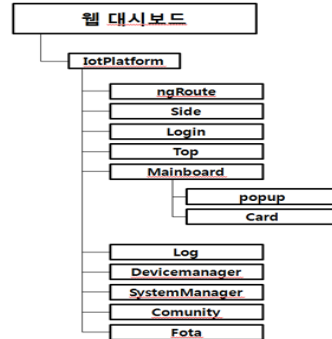 웹 대시보드
IotPlatform
ngRoute
Side
Login
Top
Mainboard
popup
Card
Log
Devicemanager
SystemManager
Comunity
Fota